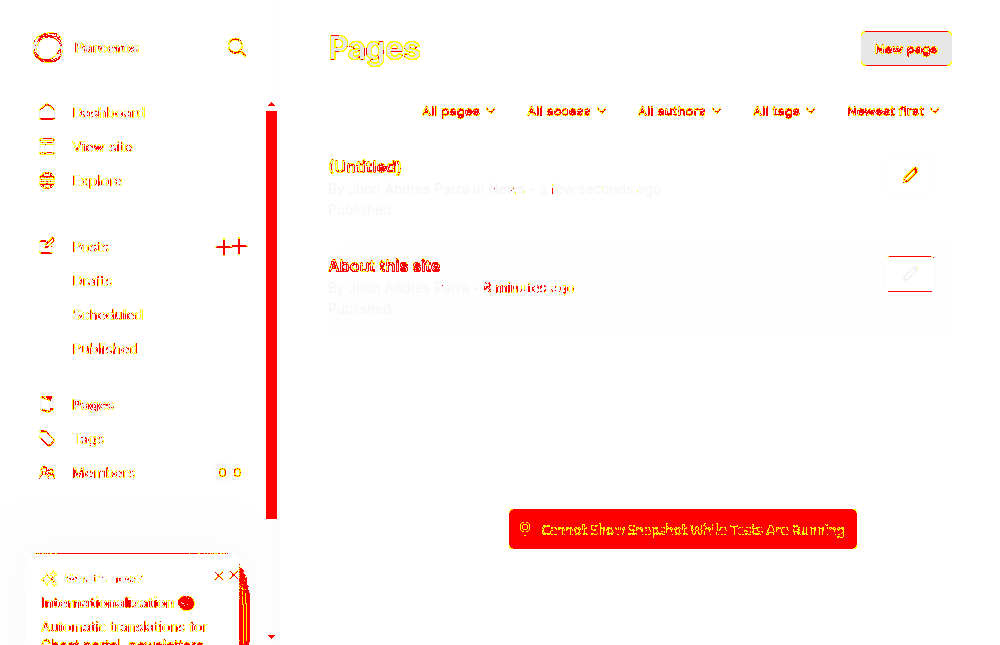 Pages
New page
Dashboard
View site
Explore
All pages
All access
All authors
All tags
Newest first
(Untitled)
By Jhon Andres Parra in News - a few seconds ago
Published
Posts
Drafts
Scheduled
Published
About this site
By Jhon Andres Parra - 8 minutes ago
Published
Pages
Tags
Members 0 0
Cannot Show Snapshot While Tests Are Running
What's new?
Internationalization
Automatic translations for
Ghost portal, newsletters